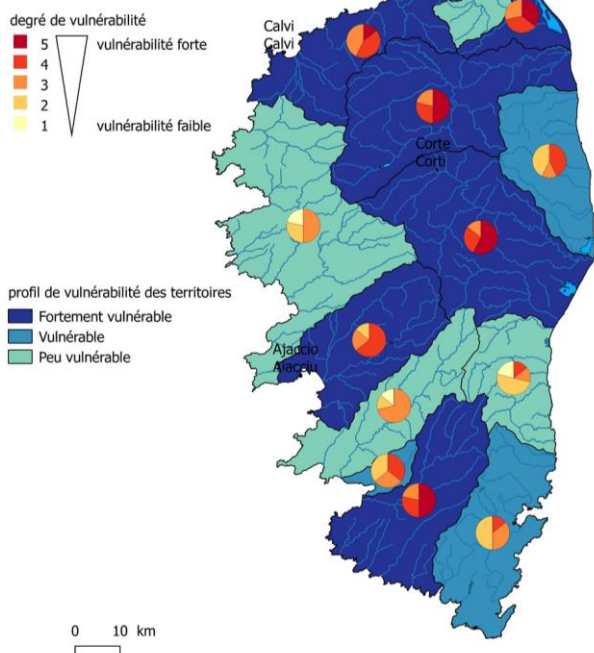 degré de vulnérabilité
5
vulnérabilité forte
4
3
2
1
vulnérabilité faible
Calvi
Calvi
Corte
Corti
profil de vulnérabilité des territoires
Fortement vulnérable
Vulnérable
Peu vulnérable
Ajaccio
Aiacciu
0 10 km